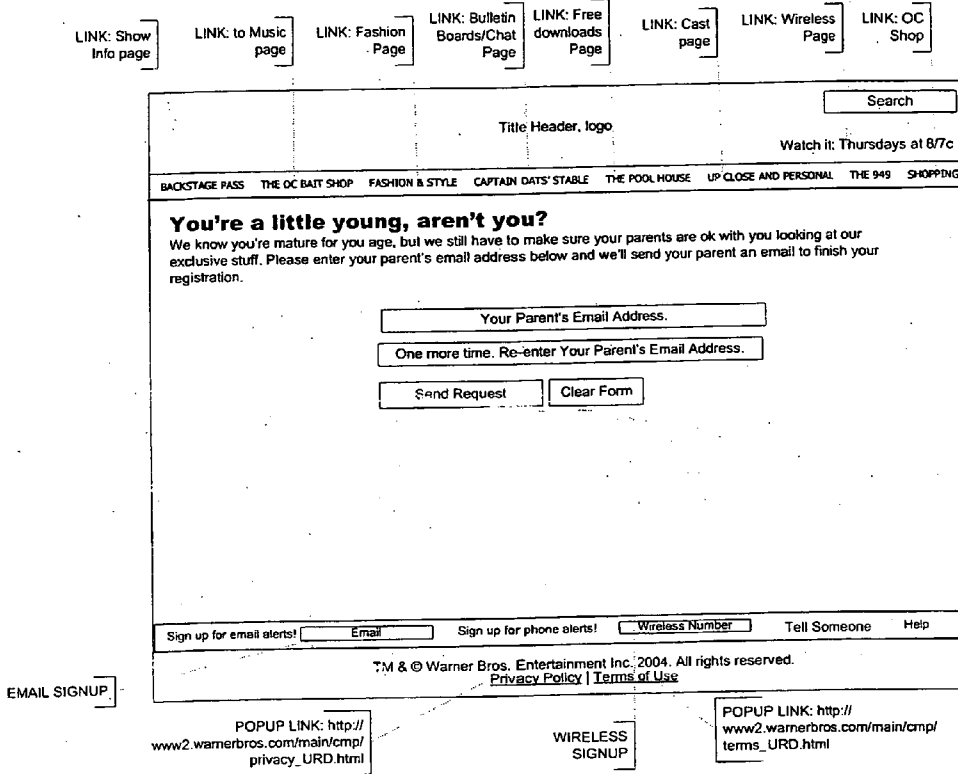 LINK: Show
Info page
LINK: to Music
page
LINK: Fashion
Page
LINK: Bulletin
Boards/Chat
Page
LINK: Free
downloads
Page
LINK: Cast
page
LINK: Wireless
Page
LINK: OC
Shop
Search
Title Header, logo
Watch it: Thursdays at 8/7c
BACKSTAGE PASS THE OC BAIT SHOP FASHION & STYLE CAPTAIN OATS' STABLE THE POOL HOUSE UP CLOSE AND PERSONAL THE 949 SHOPPING
You're a little young, aren't you?
We know you're mature for you age, but we still have to make sure your parents are ok with you looking at our
exclusive stuff. Please enter your parent's email address below and we'll send your parent an email to finish your
registration.
Your Parent's Email Address.
One more time. Re-enter Your Parent's Email Address.
Send Request Clear Form
Sign up for email alerts! Email Sign up for phone alerts! Wireless Number Tell Someone Help
TM & © Warner Bros. Entertainment Inc. 2004. All rights reserved.
Privacy Policy | Terms of Use
EMAIL SIGNUP
POPUP LINK: http://
www2.warnerbros.com/main/cmp/
privacy_URD.html
WIRELESS
SIGNUP
POPUP LINK: http://
www2.warnerbros.com/main/cmp/
terms_URD.html